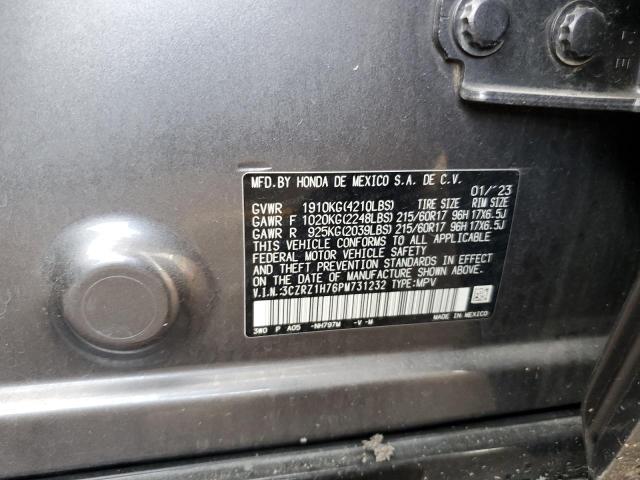 MFD.BY HONDA DE MEXICO S.A. DE C.V. 01/'23
GVWR 1910KG(4210LBS) TIRE SIZE RIM SIZE
GAWR F 1020KG(2248LBS) 215/60R17 96H 17X6.5J
GAWR R 925KG(2039LBS) 215/60R17 96H 17X6.5J
THIS VEHICLE CONFORMS TO ALL APPLICABLE
FEDERAL MOTOR VEHICLE SAFETY
AND THEFT PREVENTION STANDARDS IN EFFECT
ON THE DATE OF MANUFACTURE SHOWN ABOVE.
V.I.N.:3CZRZ1H76PM731232 TYPE:MPV
3W0 P A05 -NH797M -V -M MADE IN MEXICO